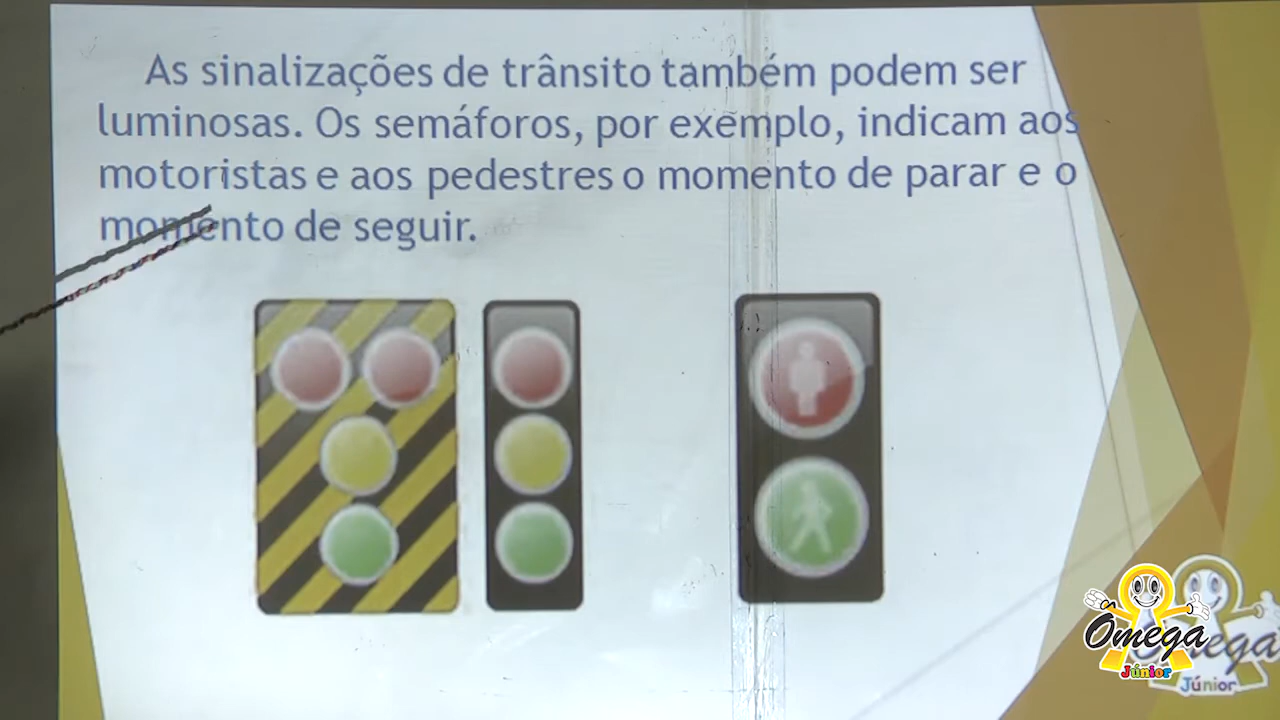 As sinalizações de trânsito também podem ser
luminosas. Os semáforos, por exemplo, indicam aos
motoristas e aos pedestres o momento de parar e o
momento de seguir.
Ômega
Júnior
Ômega
Júnior